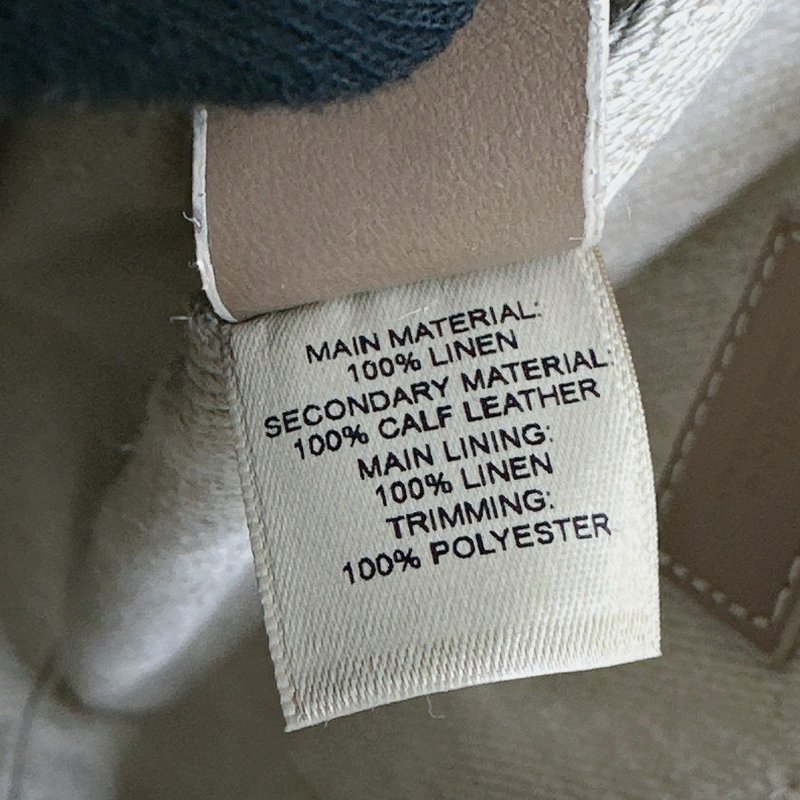 MAIN MATERIAL:
100% LINEN
SECONDARY MATERIAL:
100% CALF LEATHER
MAIN LINING:
100% LINEN
TRIMMING:
100% POLYESTER